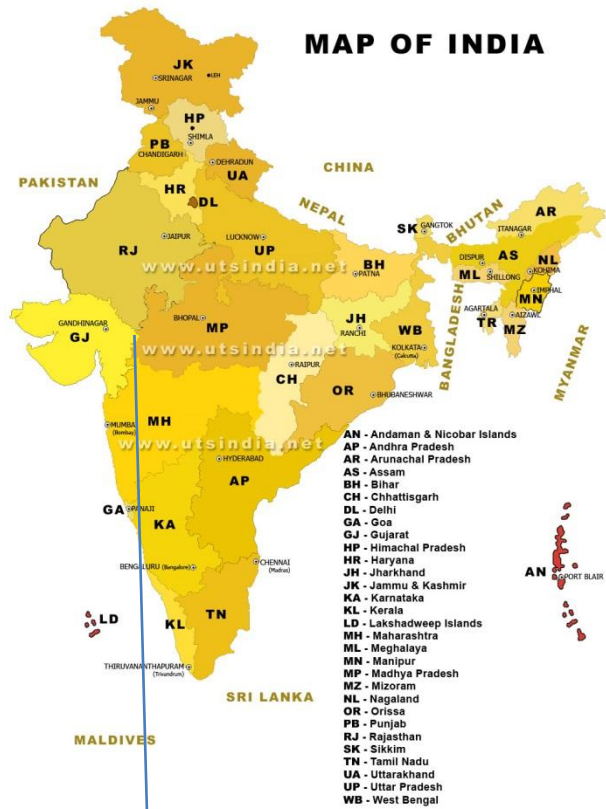 MAP OF INDIA
JK
SRINAGAR
LEH
JAMMU
HP
SHIMLA
PB
CHANDIGARH
DEHRADUN
UA
CHINA
PAKISTAN
HR
DL
NEPAL
RJ
JAIPUR
LUCKNOW
UP
SK
GANGTOK
BHUTAN
AR
ITANAGAR
AS
DISPUR
NL
KOHIMA
ML
SHILLONG
IMPHAL
MN
BH
PATNA
www.utsindia.net
BANGLADESH
AGARTALA
TR
AIZAWL
MZ
MYANMAR
GANDHINAGAR
GJ
BHOPAL
MP
JH
RANCHI
WB
KOLKATA
(Calcutta)
www.utsindia.net
RAIPUR
CH
OR
BHUBANESHWAR
MUMBA
(Bombay)
MH
www.utsindia.net
HYDERABAD
AP
GA
PANAJI
KA
BENGALURU (Bangalore)
CHENNAI
(Madras)
LD
KL
TN
THIRUVANANTHAPURAM
(Trivandrum)
SRI LANKA
MALDIVES
AN
PORT BLAIR
AN - Andaman & Nicobar Islands
AP - Andhra Pradesh
AR - Arunachal Pradesh
AS - Assam
BH - Bihar
CH - Chhattisgarh
DL - Delhi
GA - Goa
GJ - Gujarat
HP - Himachal Pradesh
HR - Haryana
JH - Jharkhand
JK - Jammu & Kashmir
KA - Karnataka
KL - Kerala
LD - Lakshadweep Islands
MH - Maharashtra
ML - Meghalaya
MN - Manipur
MP - Madhya Pradesh
MZ - Mizoram
NL - Nagaland
OR - Orissa
PB - Punjab
RJ - Rajasthan
SK - Sikkim
TN - Tamil Nadu
UA - Uttarakhand
UP - Uttar Pradesh
WB - West Bengal